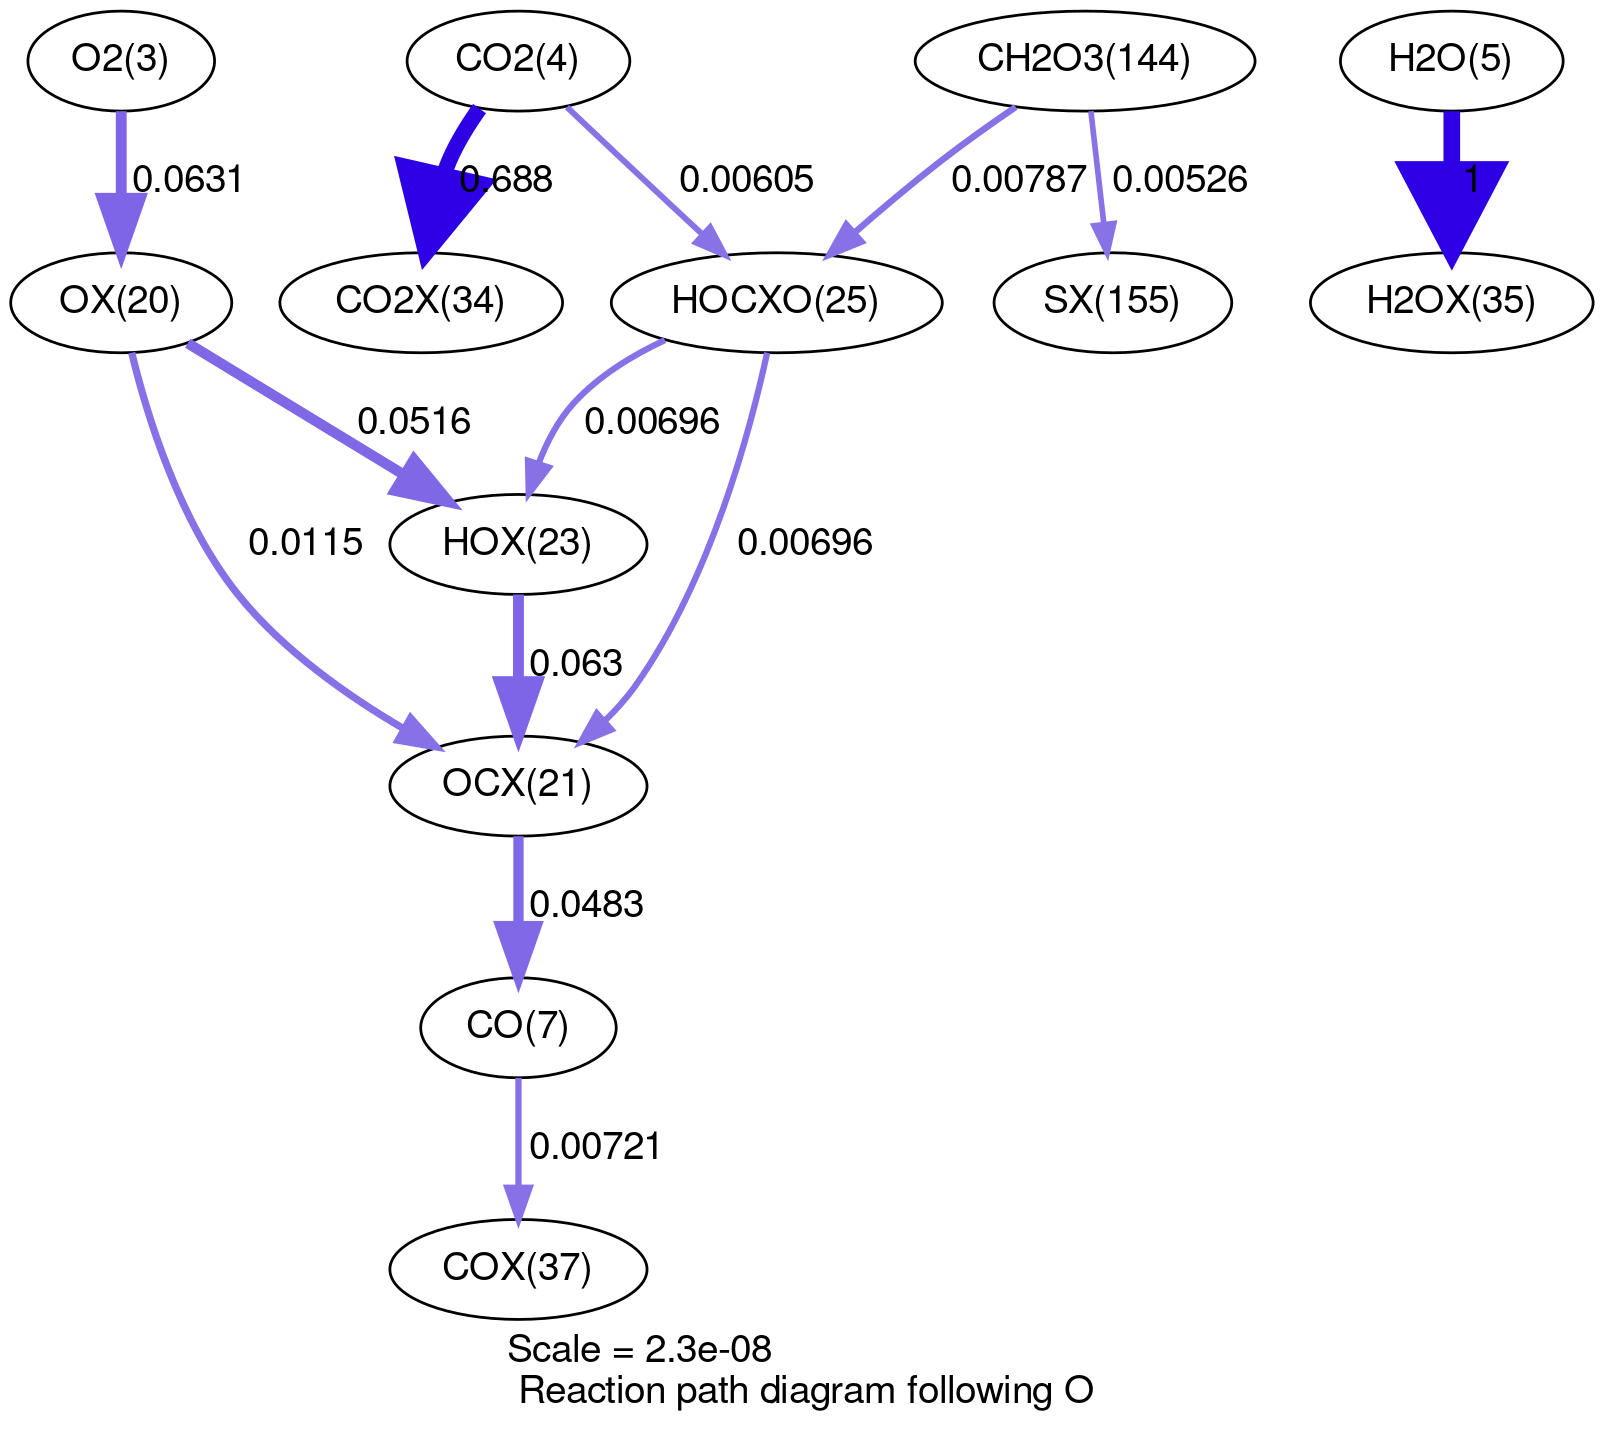 O2(3)
CO2(4)
CH2O3(144)
H2O(5)
0.0631
0.688
0.00605
0.00787
0.00526
1
OX(20)
CO2X(34)
HOCXO(25)
SX(155)
H2OX(35)
0.0516
0.00696
0.0115
HOX(23)
0.00696
0.063
OCX(21)
0.0483
CO(7)
0.00721
COX(37)
Scale = 2.3e-08
Reaction path diagram following O